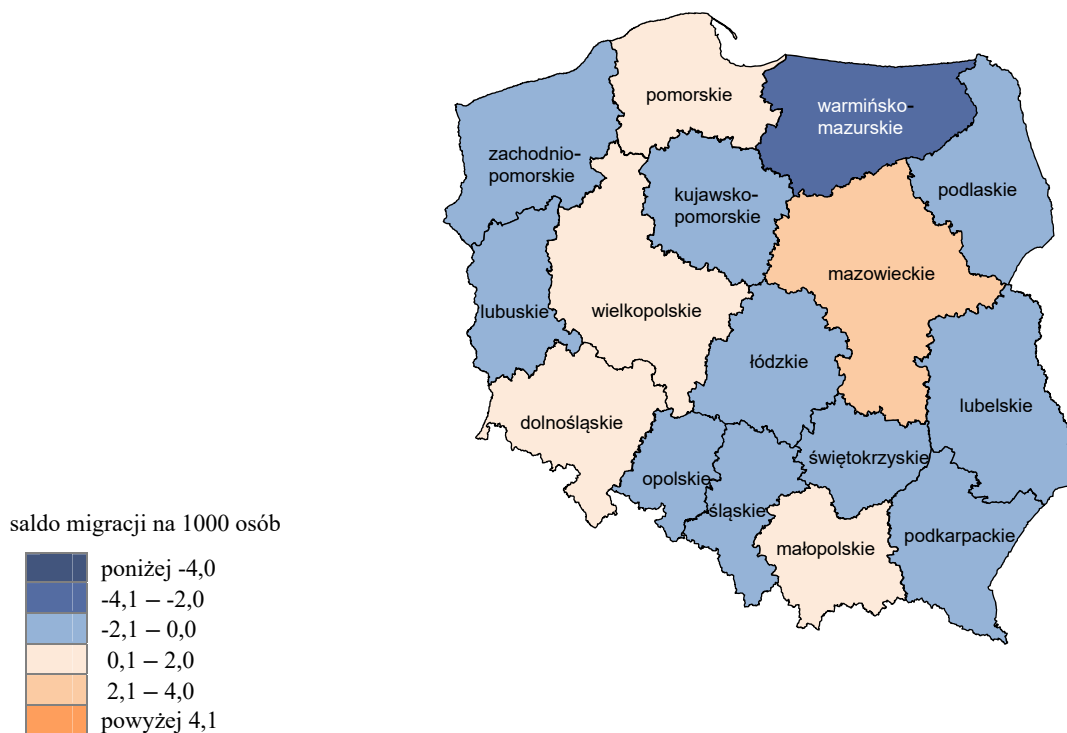 pomorskie
warmińsko-
mazurskie
zachodnio-
pomorskie
kujawsko-
pomorskie
podlaskie
mazowieckie
lubuskie
wielkopolskie
łódzkie
lubelskie
dolnośląskie
świętokrzyskie
opolskie
śląskie
podkarpackie
małopolskie
saldo migracji na 1000 osób
poniżej -4,0
-4,1 – -2,0
-2,1 – 0,0
0,1 – 2,0
2,1 – 4,0
powyżej 4,1